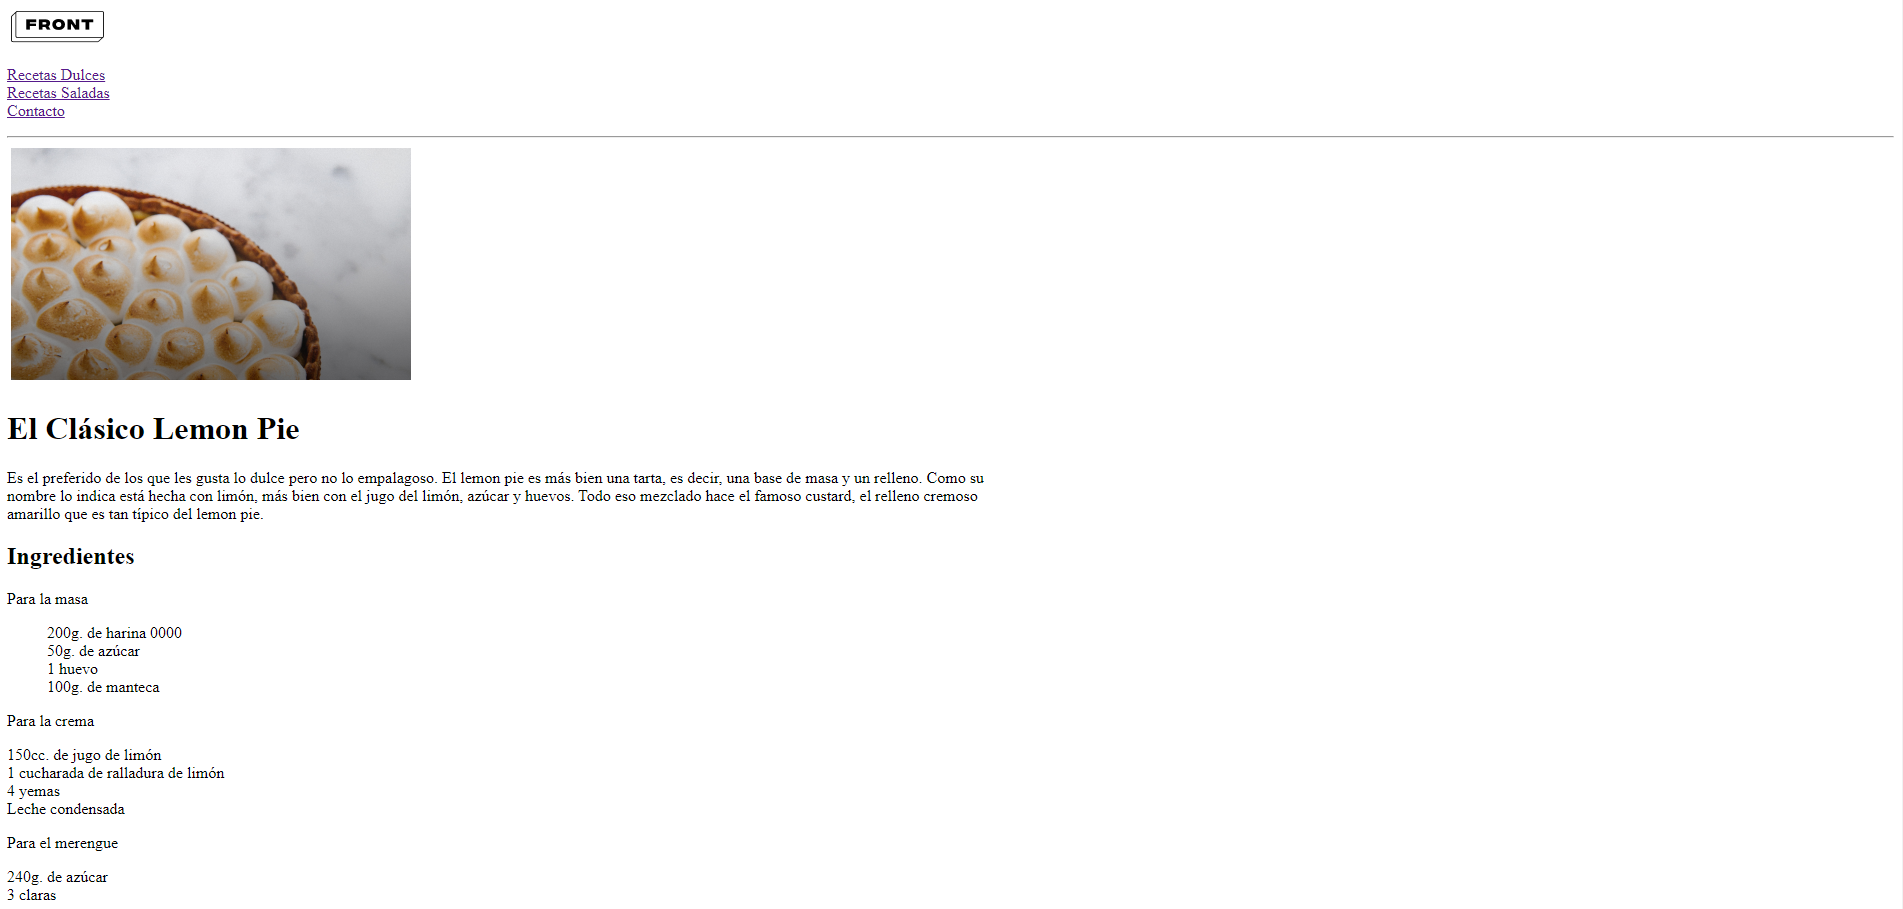 FRONT
Recetas Dulces
Recetas Saladas
Contacto
El Clásico Lemon Pie
Es el preferido de los que les gusta lo dulce pero no lo empalagoso. El lemon pie es más bien una tarta, es decir, una base de masa y un relleno. Como su
nombre lo indica está hecha con limón, más bien con el jugo del limón, azúcar y huevos. Todo eso mezclado hace el famoso custard, el relleno cremoso
amarillo que es tan típico del lemon pie.
Ingredientes
Para la masa
200g. de harina 0000
50g. de azúcar
1 huevo
100g. de manteca
Para la crema
150cc. de jugo de limón
1 cucharada de ralladura de limón
4 yemas
Leche condensada
Para el merengue
240g. de azúcar
3 claras